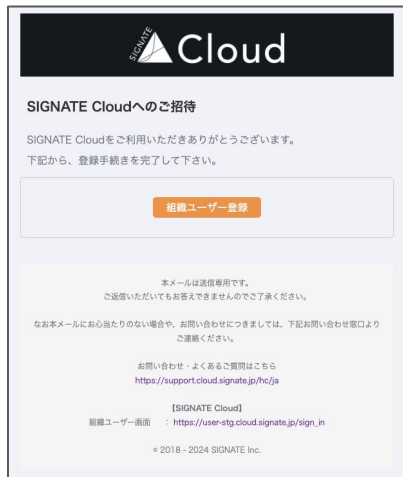 SIGNATE Cloud
SIGNATE Cloudへのご招待
SIGNATE Cloudをご利用いただきありがとうございます。
下記から、登録手続きを完了して下さい。
組織ユーザー登録
本メールは送信専用です。
ご返信いただいてもお答えできませんのでご了承ください。
なお本メールにお心当たりのない場合や、お問い合わせにつきましては、下記お問い合わせ窓口より
ご連絡ください。
お問い合わせ・よくあるご質問はこちら
https://support.cloud.signate.jp/hc/ja
【SIGNATE Cloud】
組織ユーザー画面 : https://user-stg.cloud.signate.jp/sign_in
© 2018 - 2024 SIGNATE Inc.